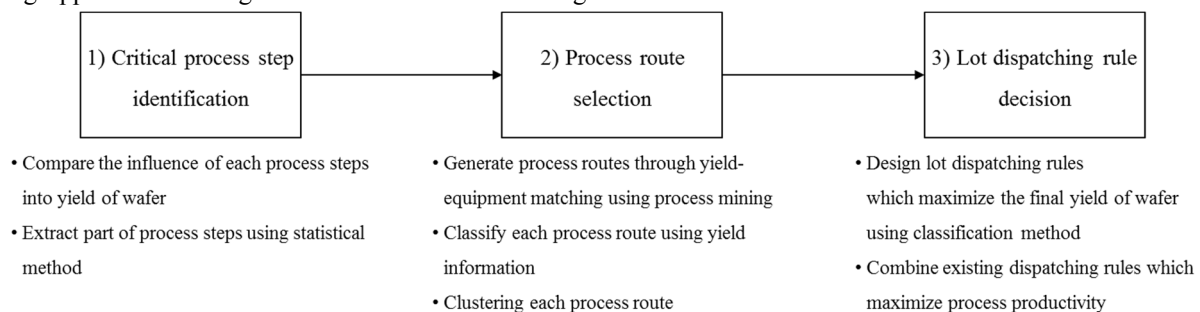 1) Critical process step
identification
2) Process route
selection
3) Lot dispatching rule
decision
• Compare the influence of each process steps
into yield of wafer
• Extract part of process steps using statistical
method
• Generate process routes through yield-
equipment matching using process mining
• Classify each process route using yield
information
• Clustering each process route
• Design lot dispatching rules
which maximize the final yield of wafer
using classification method
• Combine existing dispatching rules which
maximize process productivity